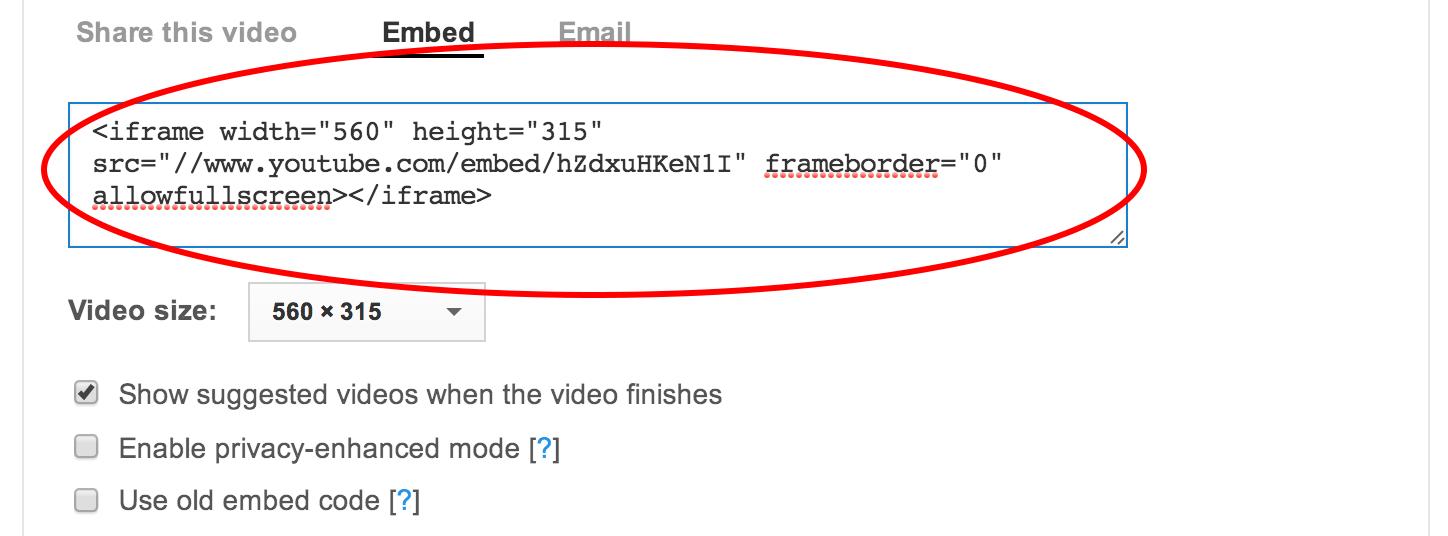 Share this video Embed Email
<iframe width="560" height="315"
src="//www.youtube.com/embed/hZdxuHKeN1I" frameborder="0"
allowfullscreen></iframe>
Video size: 560 × 315
Show suggested videos when the video finishes
Enable privacy-enhanced mode [?]
Use old embed code [?]